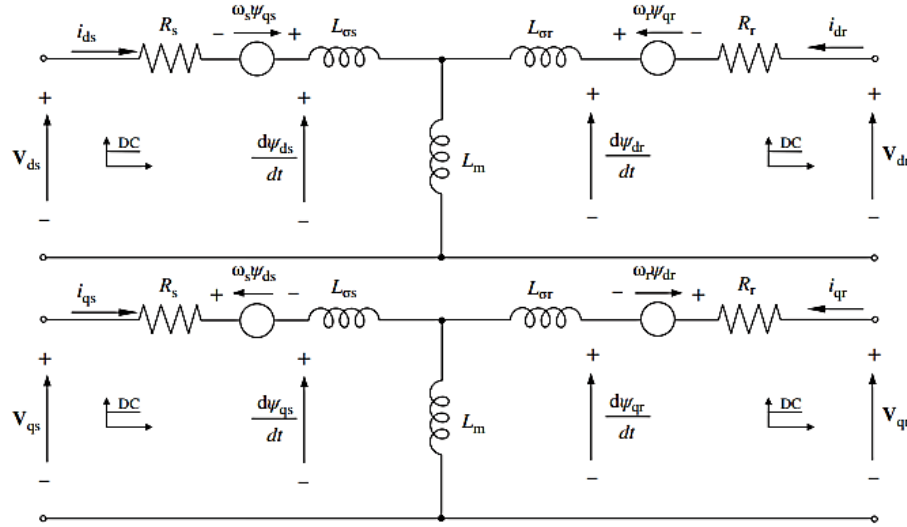 i_ds R_s − ω_sψ_qs + L_σs L_σr + ω_rψ_qr − R_r i_dr
+ + + +
V_ds DC dψ_ds/dt L_m dψ_dr/dt DC V_dr
− − − −
i_qs R_s + ω_sψ_ds − L_σs L_σr − ω_rψ_dr + R_r i_qr
+ + + +
V_qs DC dψ_qs/dt L_m dψ_qr/dt DC V_qr
− − − −